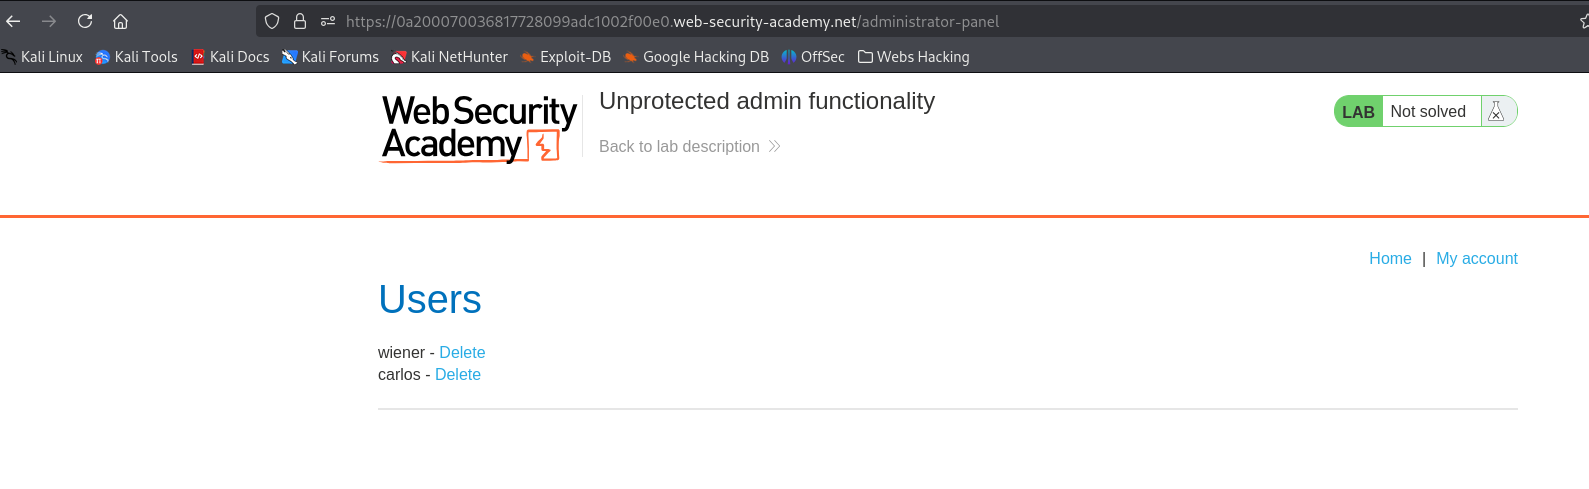 https://0a200070036817728099adc1002f00e0.web-security-academy.net/administrator-panel
Kali Linux Kali Tools Kali Docs Kali Forums Kali NetHunter Exploit-DB Google Hacking DB OffSec Webs Hacking
Web Security
Academy
Unprotected admin functionality
Back to lab description
LAB Not solved
Home | My account
Users
wiener - Delete
carlos - Delete